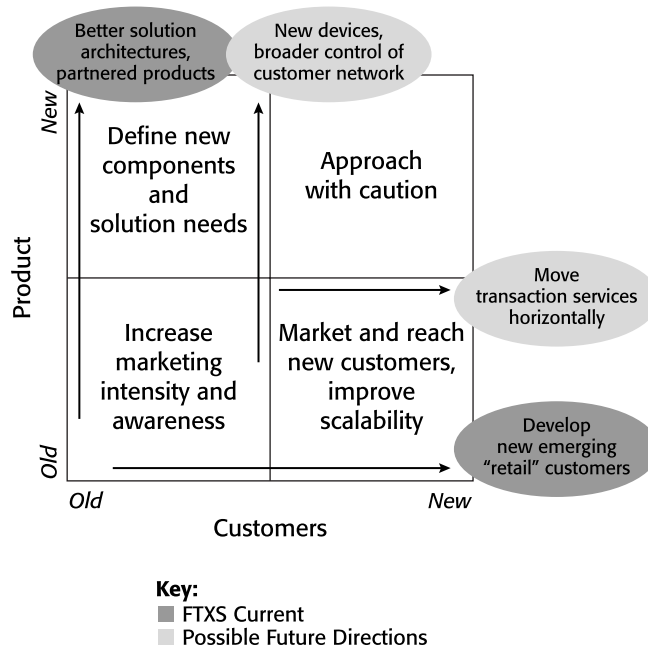 Better solution
architectures,
partnered products
New devices,
broader control of
customer network
New
Define new
components
and
solution needs
Approach
with caution
Product
Move
transaction services
horizontally
Increase
marketing
intensity and
awareness
Market and reach
new customers,
improve
scalability
Develop
new emerging
“retail” customers
Old
Old
New
Customers
Key:
FTXS Current
Possible Future Directions